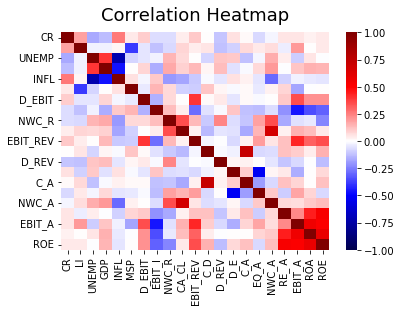 Correlation Heatmap
CR
UNEMP
INFL
D_EBIT
NWC_R
EBIT_REV
D_REV
C_A
NWC_A
EBIT_A
ROE
CR
LI
UNEMP
GDP
INFL
MSP
D_EBIT
EBIT_I
NWC_R
CA_CL
EBIT_REV
C_D
D_REV
D_E
C_A
EQ_A
NWC_A
RE_A
EBIT_A
ROA
ROE
1.00
0.75
0.50
0.25
0.00
−0.25
−0.50
−0.75
−1.00